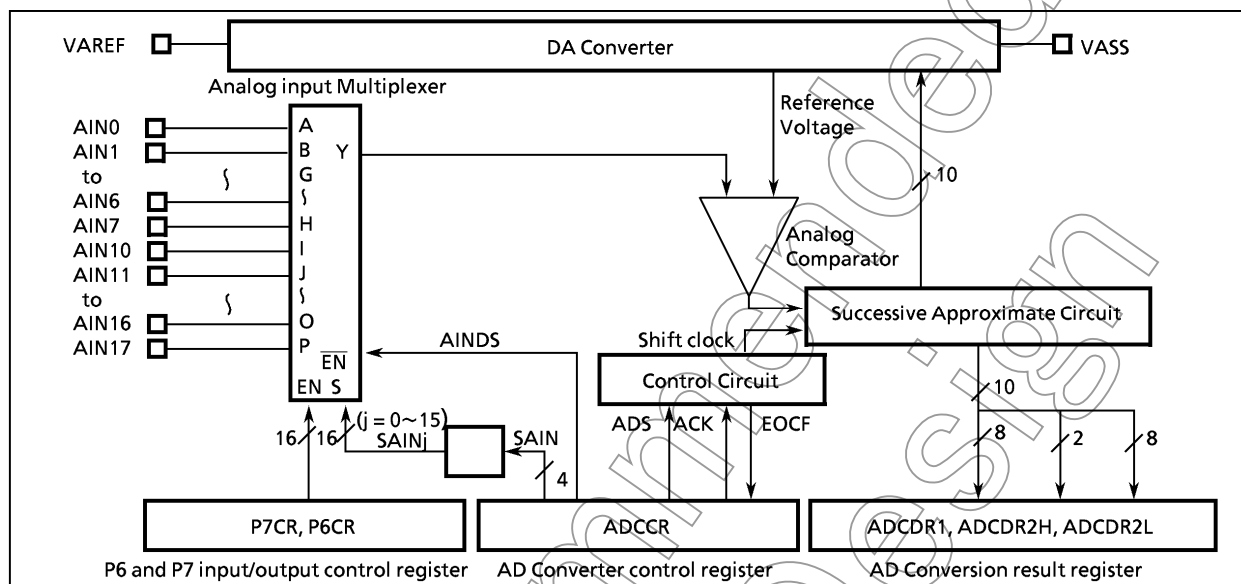 VAREF
DA Converter
VASS
Analog input Multiplexer
Reference
Voltage
AIN0
A
AIN1
B
Y
to
G
AIN6
AIN7
H
AIN10
I
AIN11
J
to
AIN16
O
AIN17
P
EN
EN S
10
Analog
Comparator
Successive Approximate Circuit
AINDS
Shift clock
Control Circuit
10
ADS
ACK
EOCF
16
16
(j = 0~15)
SAINj
SAIN
4
8
2
8
P7CR, P6CR
ADCCR
ADCDR1, ADCDR2H, ADCDR2L
P6 and P7 input/output control register
AD Converter control register
AD Conversion result register